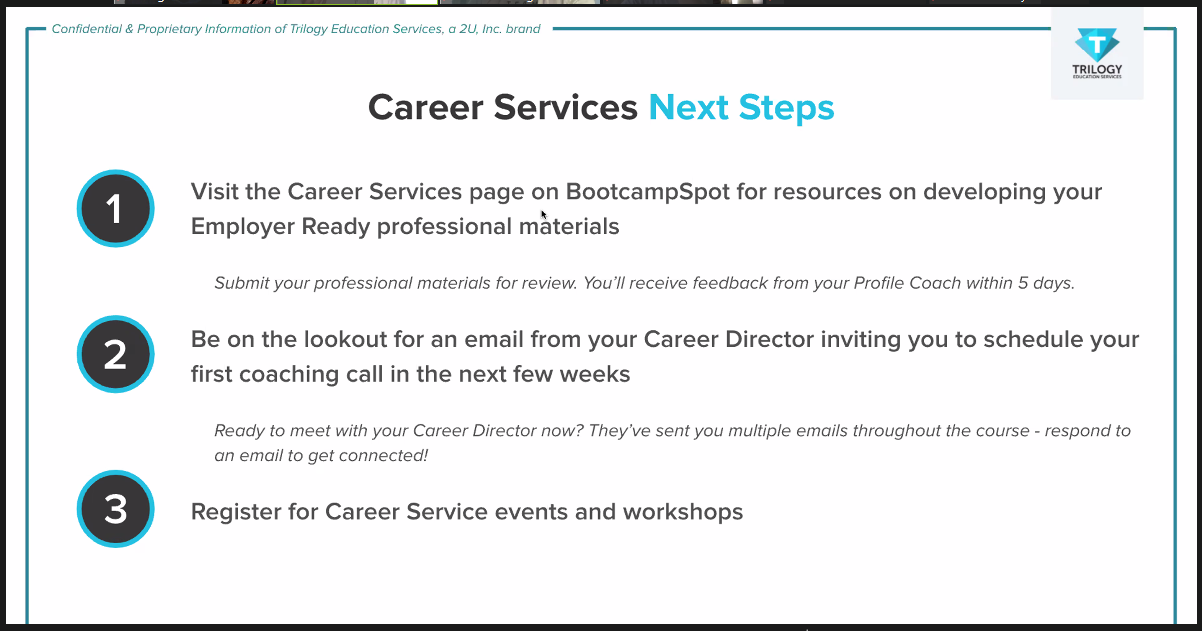 Confidential & Proprietary Information of Trilogy Education Services, a 2U, Inc. brand
T
TRILOGY
EDUCATION SERVICES
Career Services Next Steps
1
Visit the Career Services page on BootcampSpot for resources on developing your
Employer Ready professional materials
Submit your professional materials for review. You’ll receive feedback from your Profile Coach within 5 days.
2
Be on the lookout for an email from your Career Director inviting you to schedule your
first coaching call in the next few weeks
Ready to meet with your Career Director now? They’ve sent you multiple emails throughout the course - respond to
an email to get connected!
3
Register for Career Service events and workshops